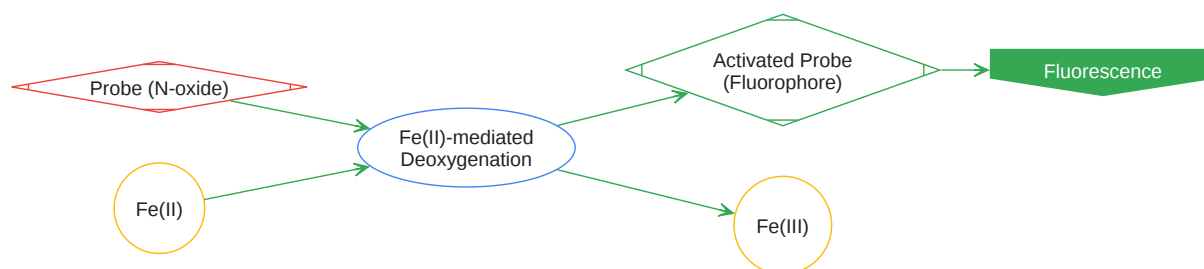 Probe (N-oxide)
Fe(II)
Fe(II)-mediated
Deoxygenation
Activated Probe
(Fluorophore)
Fe(III)
Fluorescence